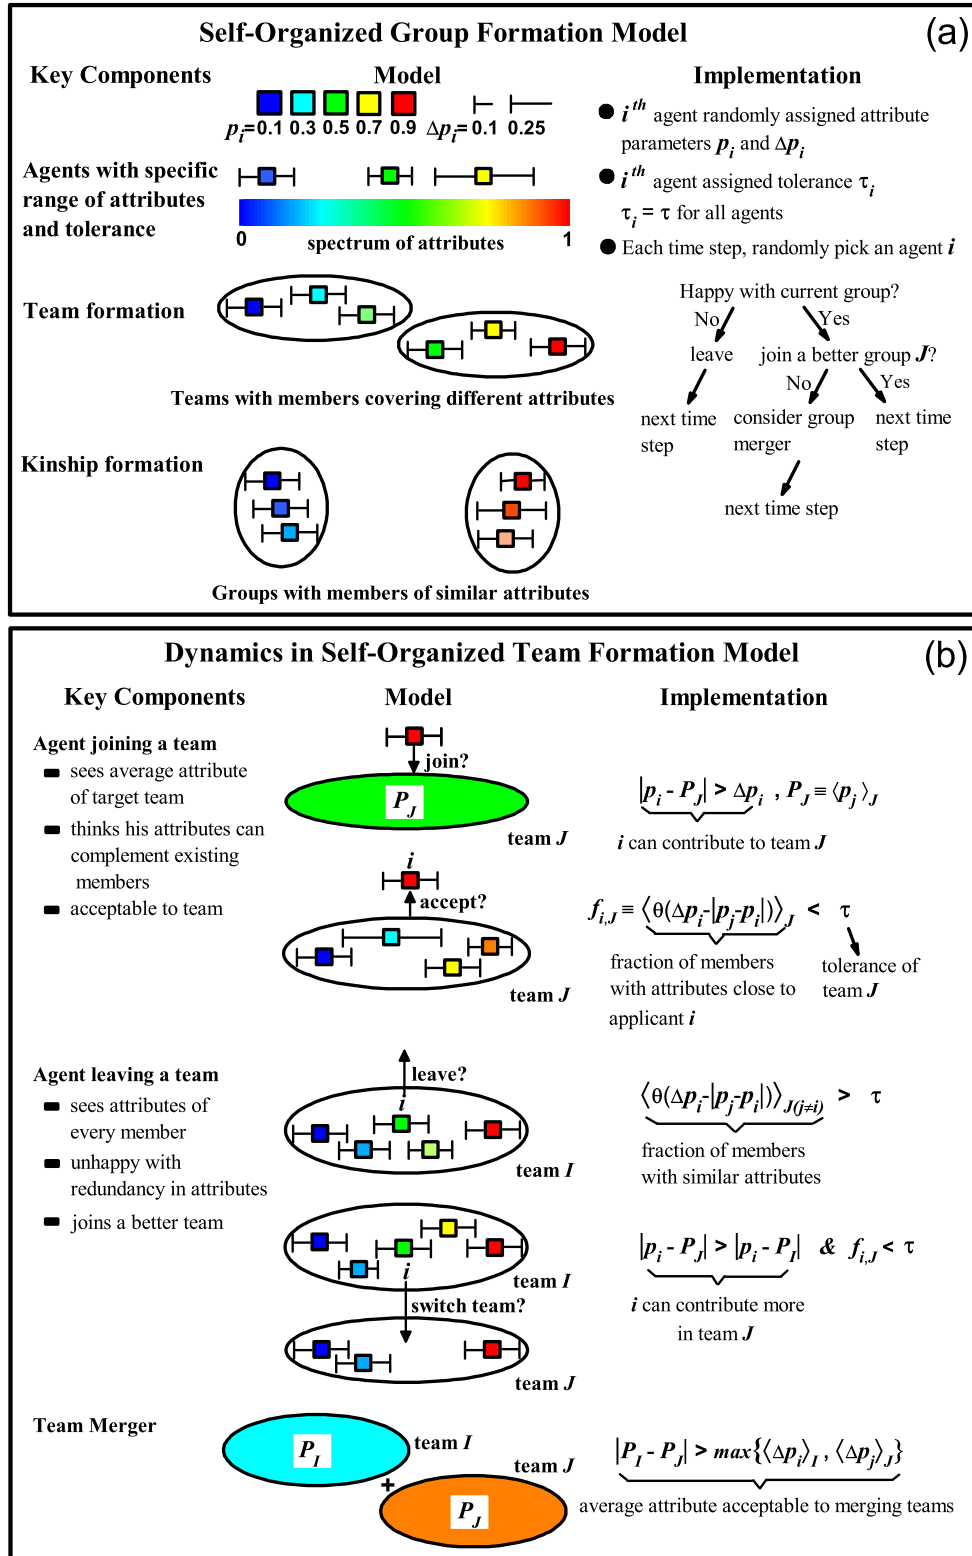 Self-Organized Group Formation Model
(a)
Key Components
Model
Implementation
p_i= 0.1 0.3 0.5 0.7 0.9 Δp_i= 0.1 0.25
Agents with specific
range of attributes
and tolerance
0 spectrum of attributes 1
● i^th agent randomly assigned attribute
parameters p_i and Δp_i
● i^th agent assigned tolerance τ_i
τ_i = τ for all agents
● Each time step, randomly pick an agent i
Team formation
Teams with members covering different attributes
Kinship formation
Groups with members of similar attributes
Happy with current group?
No Yes
leave join a better group J?
No Yes
next time consider group next time
step merger step
next time step
Dynamics in Self-Organized Team Formation Model
(b)
Key Components
Model
Implementation
Agent joining a team
- sees average attribute
of target team
- thinks his attributes can
complement existing
members
- acceptable to team
join?
P_J
team J
i
accept?
team J
|p_i - P_J| > Δp_i , P_J ≡ ⟨p_j⟩_J
i can contribute to team J
f_{i,J} ≡ ⟨θ(Δp_i-|p_j-p_i|)⟩_J < τ
fraction of members
with attributes close to
applicant i
tolerance of
team J
Agent leaving a team
- sees attributes of
every member
- unhappy with
redundancy in attributes
- joins a better team
leave?
i
team I
i
team I
switch team?
team J
⟨θ(Δp_i-|p_j-p_i|)⟩_{J(j≠i)} > τ
fraction of members
with similar attributes
|p_i - P_J| > |p_i - P_I| & f_{i,J} < τ
i can contribute more
in team J
Team Merger
P_I
team I
+
team J
P_J
|P_I - P_J| > max{⟨Δp_i⟩_I , ⟨Δp_j⟩_J}
average attribute acceptable to merging teams